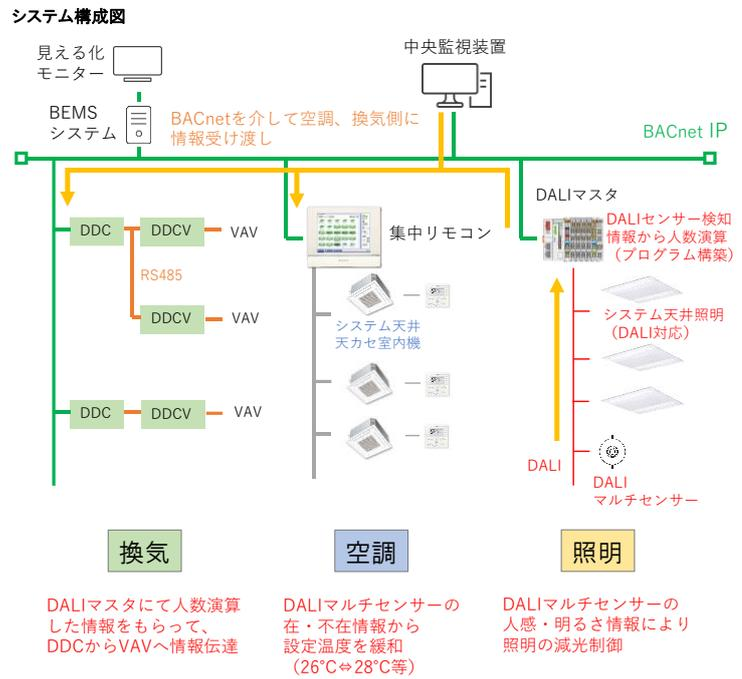 システム構成図
見える化
モニター
中央監視装置
BEMS
システム
BACnetを介して空調、換気側に
情報受け渡し
BACnet IP
DALIマスタ
DDC
DDCV
VAV
集中リモコン
DALIセンサー検知
情報から人数演算
（プログラム構築）
RS485
DDCV
VAV
システム天井
天カセ室内機
システム天井照明
（DALI対応）
DDC
DDCV
VAV
DALI
DALI
マルチセンサー
換気
空調
照明
DALIマスタにて人数演算
した情報をもらって、
DDCからVAVへ情報伝達
DALIマルチセンサーの
在・不在情報から
設定温度を緩和
（26°C⇔28°C等）
DALIマルチセンサーの
人感・明るさ情報により
照明の減光制御